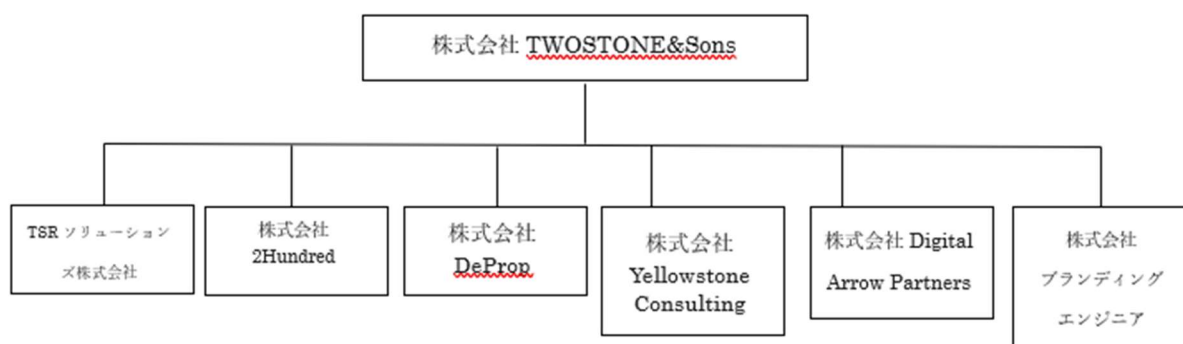 株式会社 TWOSTONE&Sons
TSR ソリューション
ズ株式会社
株式会社
2Hundred
株式会社
DeProp
株式会社
Yellowstone
Consulting
株式会社 Digital
Arrow Partners
株式会社
ブランディング
エンジニア